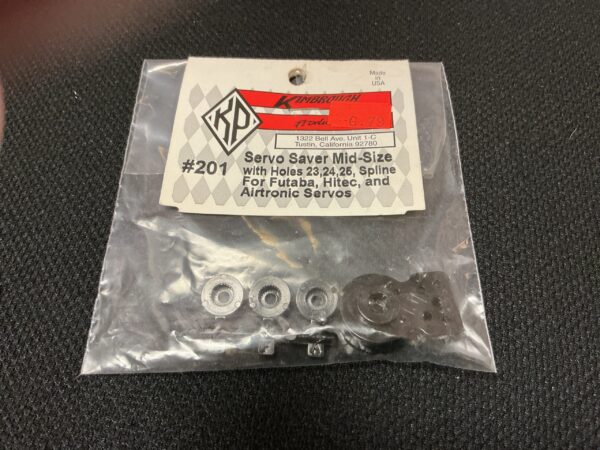 Made
in
USA
KP
KIMBROUGH
1322 Bell Ave. Unit 1-C
Tustin, California 92780
#201
Servo Saver Mid-Size
with Holes 23,24,25, Spline
For Futaba, Hitec, and
Airtronic Servos